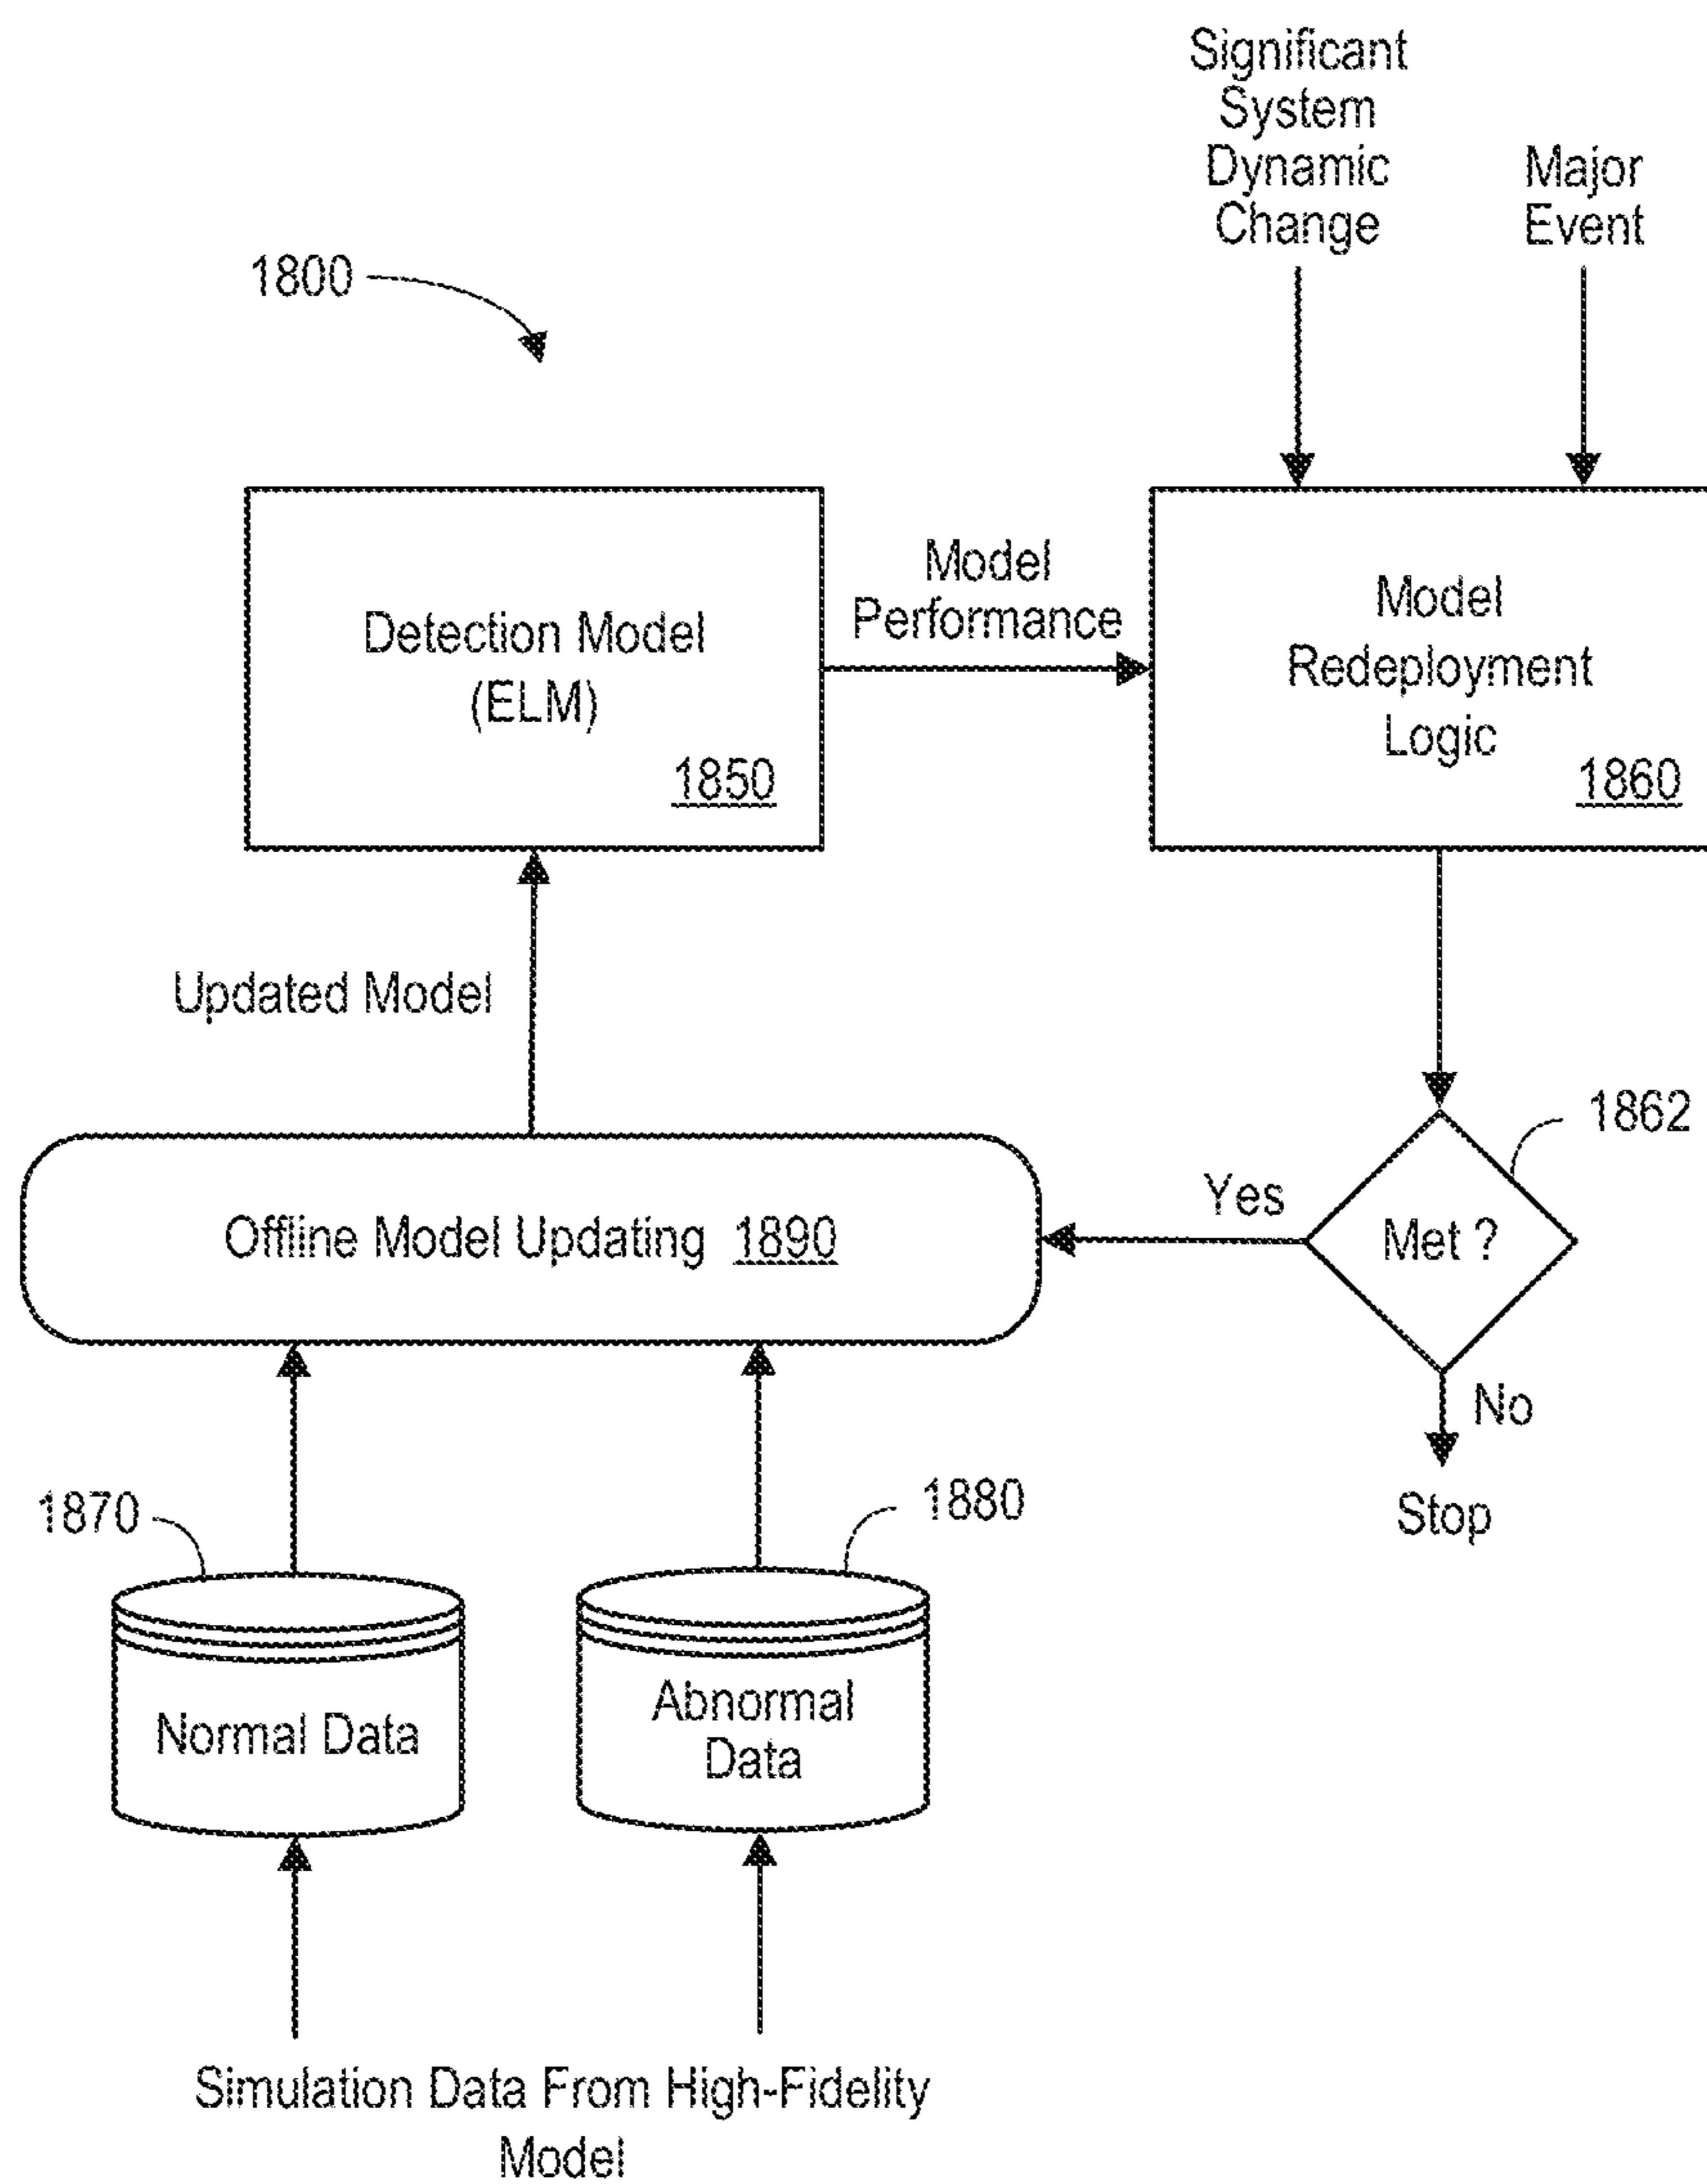 Significant
System
Dynamic
Change
Major
Event
1800
Detection Model
(ELM)
1850
Model
Performance
Model
Redeployment
Logic
1860
Updated Model
1862
Yes
Met ?
Offline Model Updating 1890
No
Stop
1870
1880
Normal Data
Abnormal
Data
Simulation Data From High-Fidelity
Model